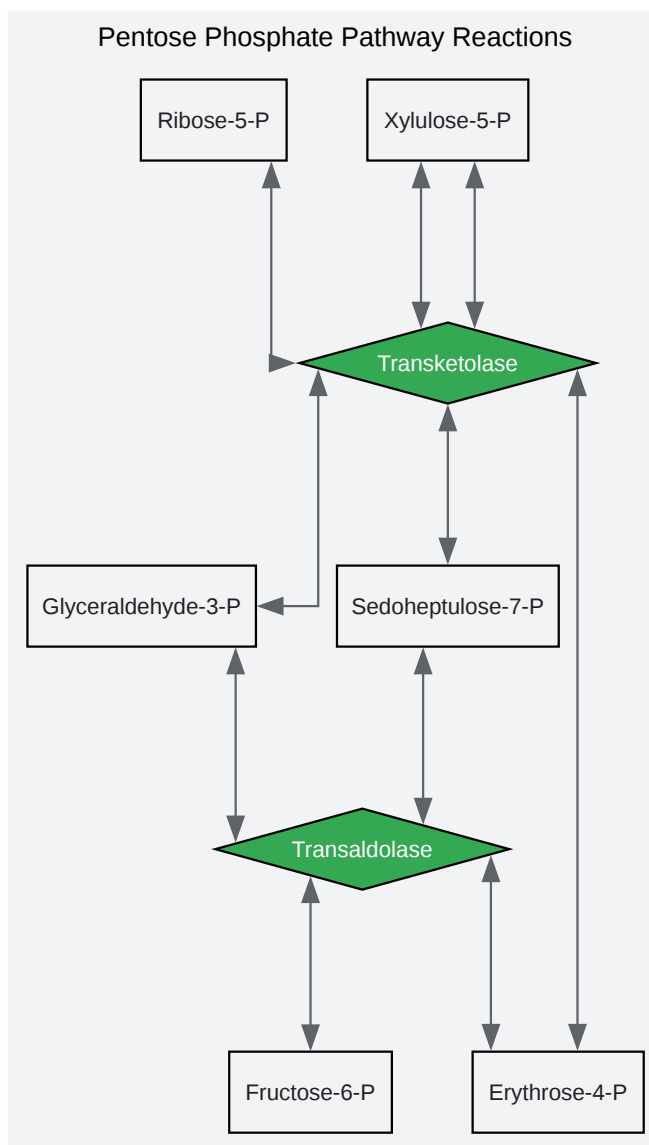 Pentose Phosphate Pathway Reactions
Ribose-5-P
Xylulose-5-P
Transketolase
Glyceraldehyde-3-P
Sedoheptulose-7-P
Transaldolase
Fructose-6-P
Erythrose-4-P